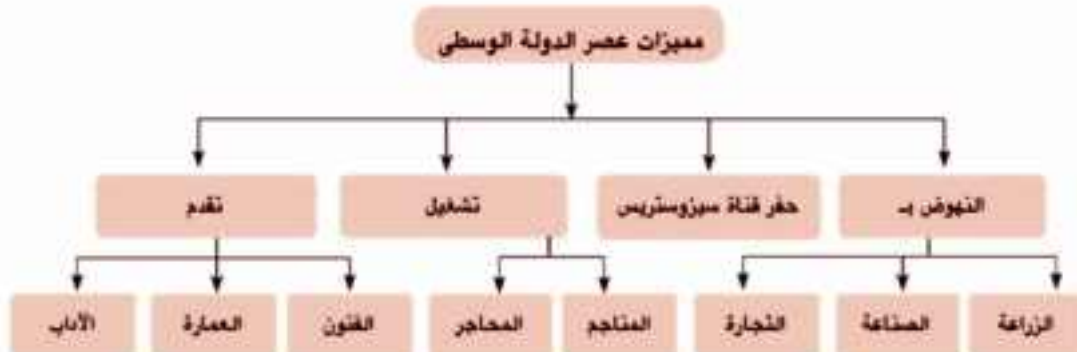 مميزات عصر الدولة الوسطى
النهوض بـ
حفر قناة سيزوستريس
تشغيل
تقدم
الزراعة
الصناعة
التجارة
المناجم
المحاجر
الفنون
العمارة
الآداب